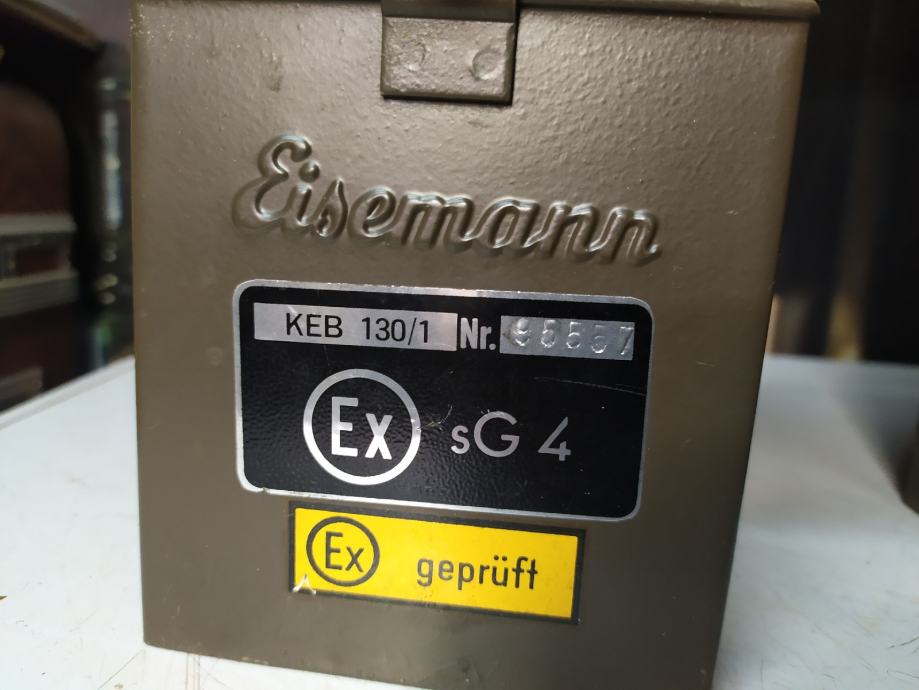 Eisemann
KEB 130/1 Nr.
Ex sG 4
Ex geprüft